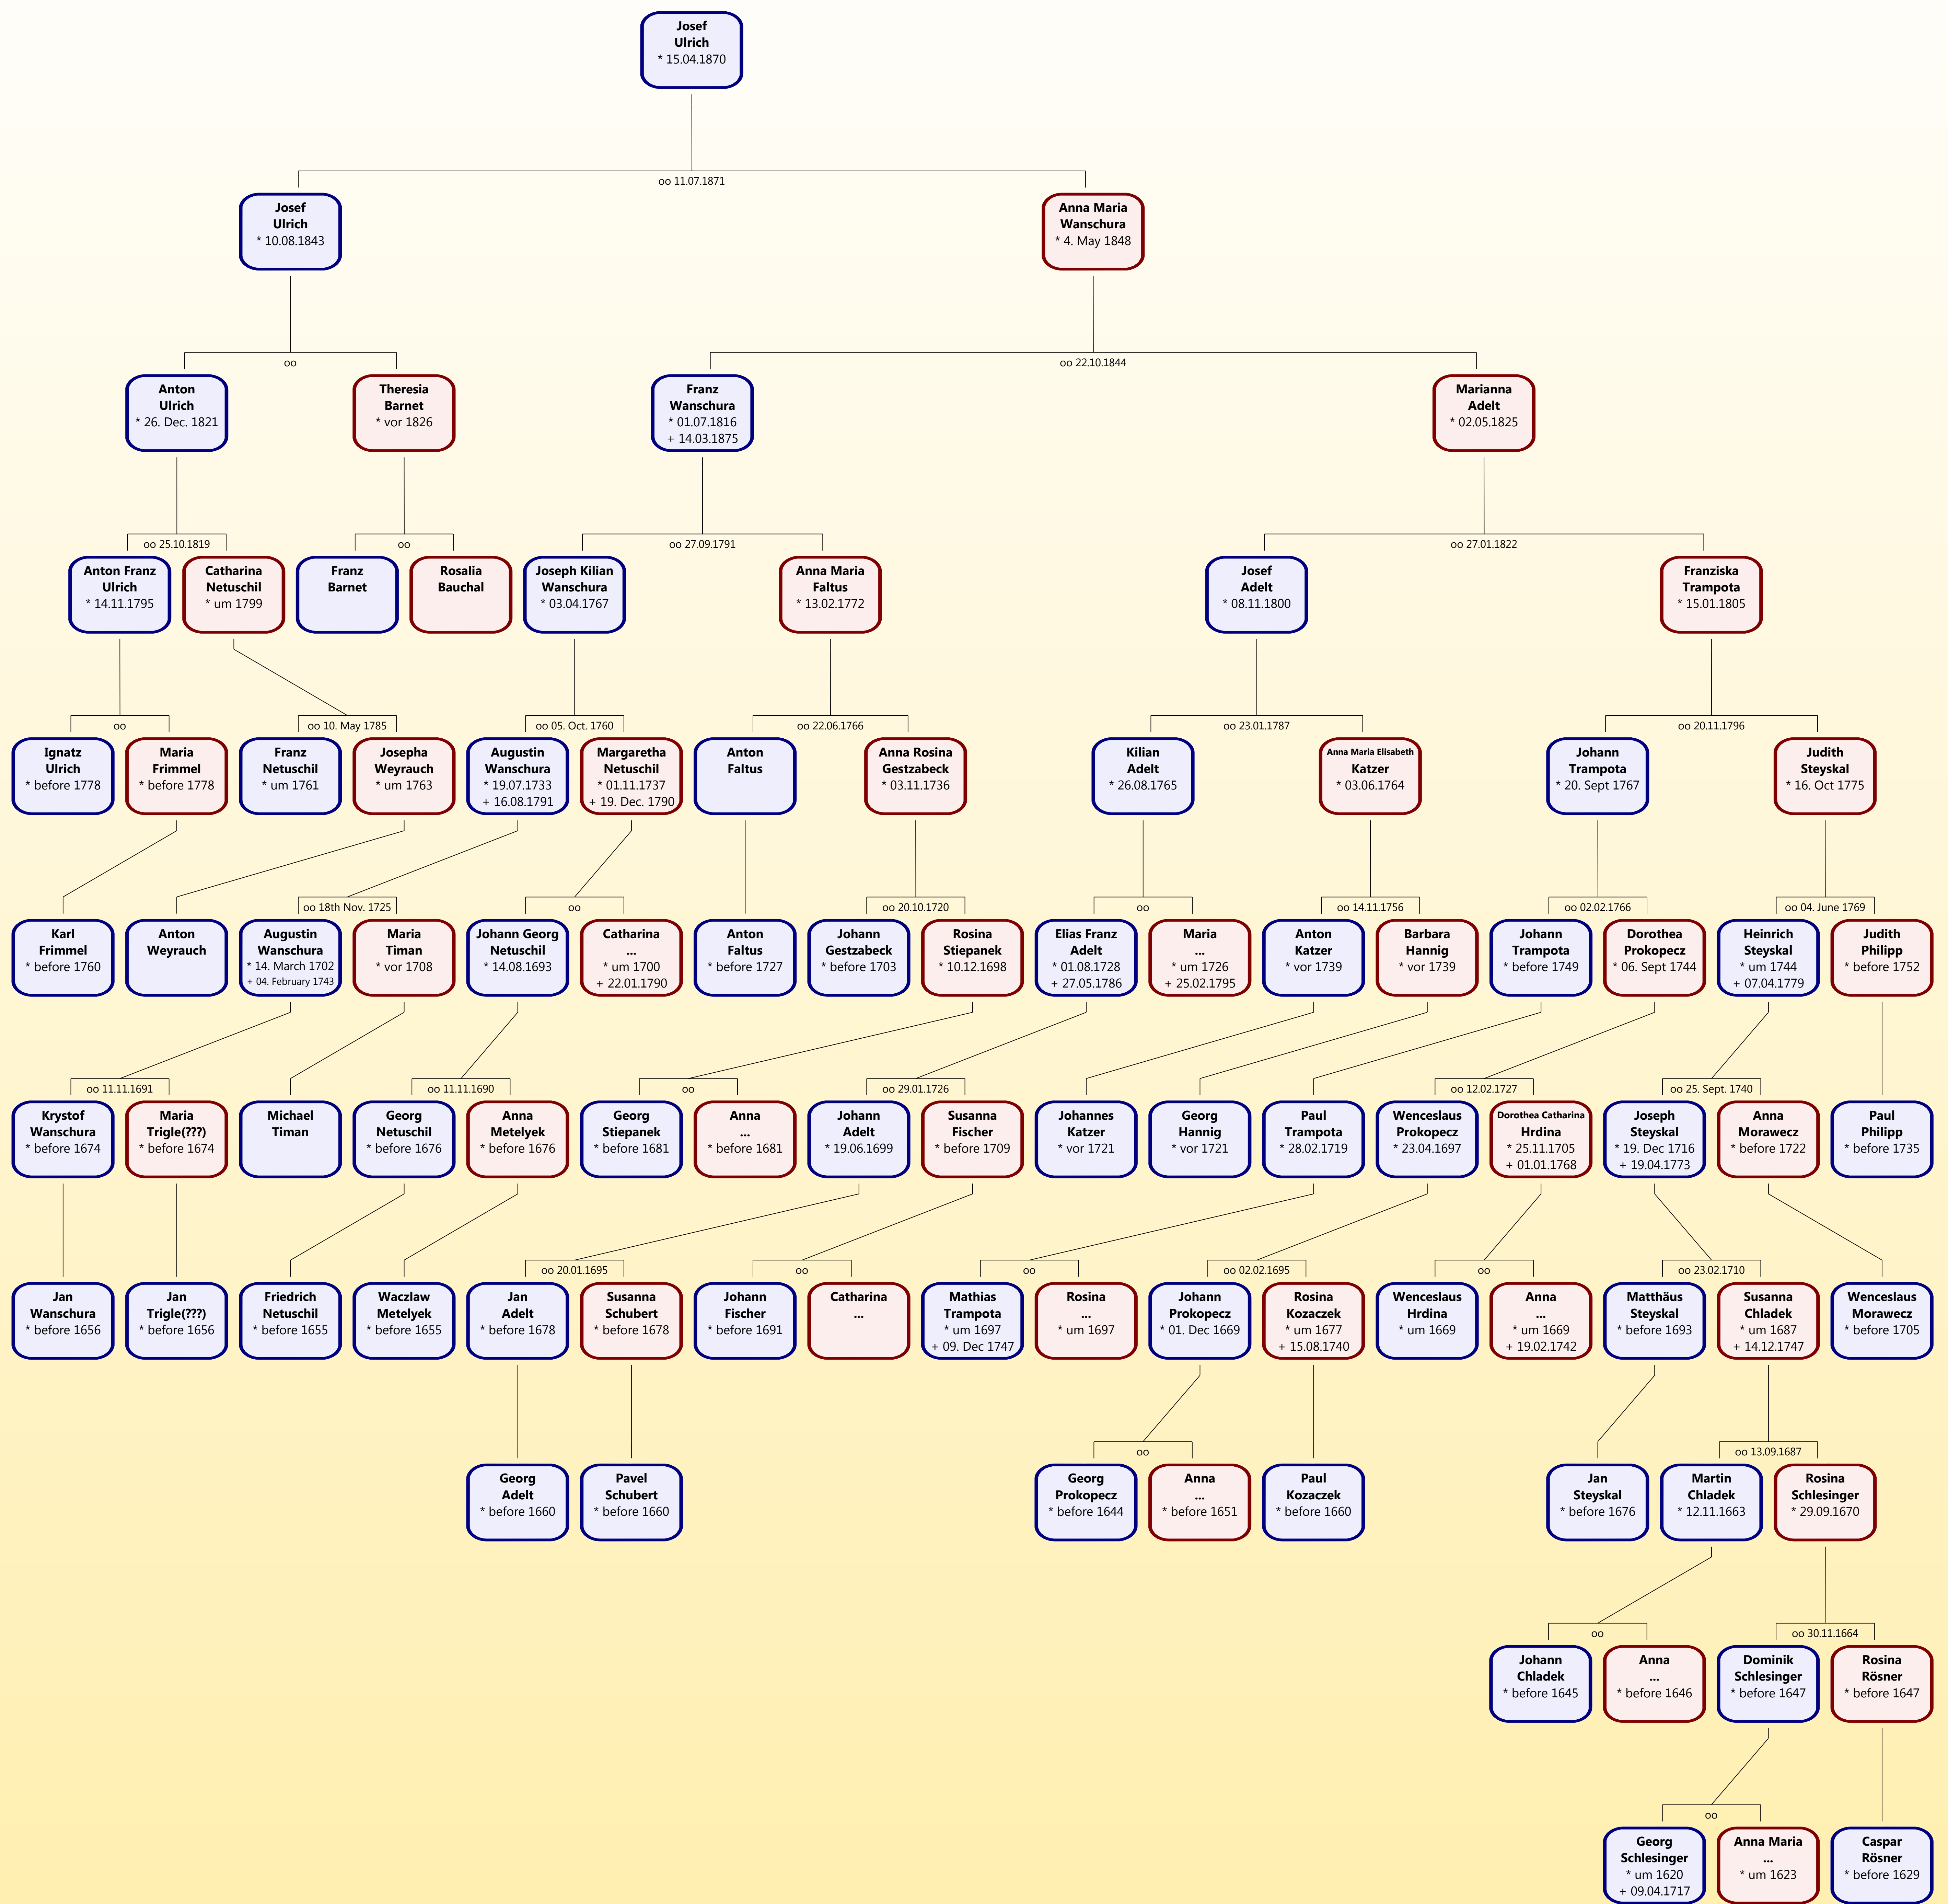 Josef
Ulrich
* 15.04.1870
oo 11.07.1871
Josef
Ulrich
* 10.08.1843
Anna Maria
Wanschura
* 4. May 1848
oo
oo 22.10.1844
Anton
Ulrich
* 26. Dec. 1821
Theresia
Barnet
* vor 1826
Franz
Wanschura
* 01.07.1816
+ 14.03.1875
Marianna
Adelt
* 02.05.1825
oo 25.10.1819
oo
oo 27.09.1791
oo 27.01.1822
Anton Franz
Ulrich
* 14.11.1795
Catharina
Netuschil
* um 1799
Franz
Barnet
Rosalia
Bauchal
Joseph Kilian
Wanschura
* 03.04.1767
Anna Maria
Faltus
* 13.02.1772
Josef
Adelt
* 08.11.1800
Franziska
Trampota
* 15.01.1805
oo
oo 10. May 1785
oo 05. Oct. 1760
oo 22.06.1766
oo 23.01.1787
oo 20.11.1796
Ignatz
Ulrich
* before 1778
Maria
Frimmel
* before 1778
Franz
Netuschil
* um 1761
Josepha
Weyrauch
* um 1763
Augustin
Wanschura
* 19.07.1733
+ 16.08.1791
Margaretha
Netuschil
* 01.11.1737
+ 19. Dec. 1790
Anton
Faltus
Anna Rosina
Gestzabeck
* 03.11.1736
Kilian
Adelt
* 26.08.1765
Anna Maria Elisabeth
Katzer
* 03.06.1764
Johann
Trampota
* 20. Sept 1767
Judith
Steyskal
* 16. Oct 1775
oo 18th Nov. 1725
oo
oo 20.10.1720
oo
oo 14.11.1756
oo 02.02.1766
oo 04. June 1769
Karl
Frimmel
* before 1760
Anton
Weyrauch
Augustin
Wanschura
* 14. March 1702
+ 04. February 1743
Maria
Timan
* vor 1708
Johann Georg
Netuschil
* 14.08.1693
Catharina
...
* um 1700
+ 22.01.1790
Anton
Faltus
* before 1727
Johann
Gestzabeck
* before 1703
Rosina
Stiepanek
* 10.12.1698
Elias Franz
Adelt
* 01.08.1728
+ 27.05.1786
Maria
...
* um 1726
+ 25.02.1795
Anton
Katzer
* vor 1739
Barbara
Hannig
* vor 1739
Johann
Trampota
* before 1749
Dorothea
Prokopecz
* 06. Sept 1744
Heinrich
Steyskal
* um 1744
+ 07.04.1779
Judith
Philipp
* before 1752
oo 11.11.1691
oo 11.11.1690
oo
oo 29.01.1726
oo 12.02.1727
oo 25. Sept. 1740
Krystof
Wanschura
* before 1674
Maria
Trigle(???)
* before 1674
Michael
Timan
Georg
Netuschil
* before 1676
Anna
Metelyek
* before 1676
Georg
Stiepanek
* before 1681
Anna
...
* before 1681
Johann
Adelt
* 19.06.1699
Susanna
Fischer
* before 1709
Johannes
Katzer
* vor 1721
Georg
Hannig
* vor 1721
Paul
Trampota
* 28.02.1719
Wenceslaus
Prokopecz
* 23.04.1697
Dorothea Catharina
Hrdina
* 25.11.1705
+ 01.01.1768
Joseph
Steyskal
* 19. Dec 1716
+ 19.04.1773
Anna
Morawecz
* before 1722
Paul
Philipp
* before 1735
oo 20.01.1695
oo
oo
oo 02.02.1695
oo
oo 23.02.1710
Jan
Wanschura
* before 1656
Jan
Trigle(???)
* before 1656
Friedrich
Netuschil
* before 1655
Waczlaw
Metelyek
* before 1655
Jan
Adelt
* before 1678
Susanna
Schubert
* before 1678
Johann
Fischer
* before 1691
Catharina
...
Mathias
Trampota
* um 1697
+ 09. Dec 1747
Rosina
...
* um 1697
Johann
Prokopecz
* 01. Dec 1669
Rosina
Kozaczek
* um 1677
+ 15.08.1740
Wenceslaus
Hrdina
* um 1669
Anna
...
* um 1669
+ 19.02.1742
Matthäus
Steyskal
* before 1693
Susanna
Chladek
* um 1687
+ 14.12.1747
Wenceslaus
Morawecz
* before 1705
oo
oo 13.09.1687
Georg
Adelt
* before 1660
Pavel
Schubert
* before 1660
Georg
Prokopecz
* before 1644
Anna
...
* before 1651
Paul
Kozaczek
* before 1660
Jan
Steyskal
* before 1676
Martin
Chladek
* 12.11.1663
Rosina
Schlesinger
* 29.09.1670
oo
oo 30.11.1664
Johann
Chladek
* before 1645
Anna
...
* before 1646
Dominik
Schlesinger
* before 1647
Rosina
Rösner
* before 1647
oo
Georg
Schlesinger
* um 1620
+ 09.04.1717
Anna Maria
...
* um 1623
Caspar
Rösner
* before 1629